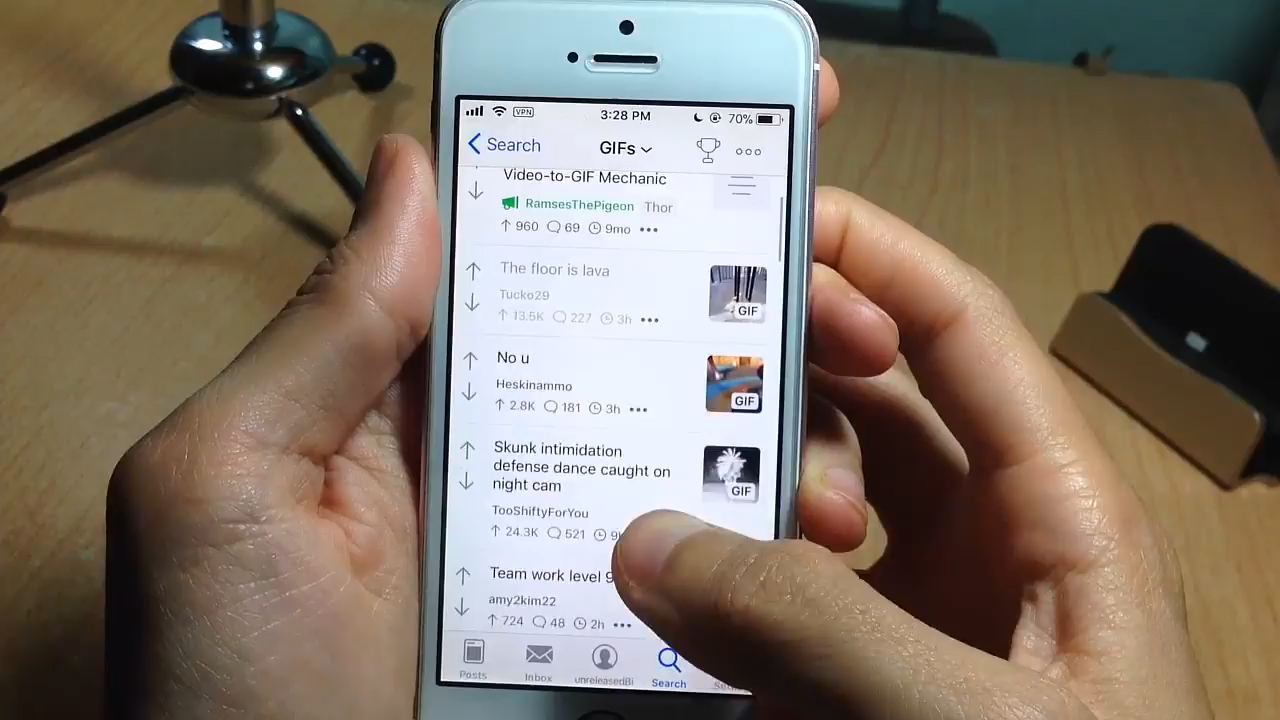 VPN 3:28 PM 70%
Search GIFs
Video-to-GIF Mechanic
RamsesThePigeon Thor
960 69 9mo
The floor is lava
Tucko29
13.5K 227 3h
GIF
No u
Heskinammo
2.8K 181 3h
GIF
Skunk intimidation
defense dance caught on
night cam
GIF
TooShiftyForYou
24.3K 521
Team work level
amy2kim22
724 48 2h
Posts Inbox unreleasedBi Search